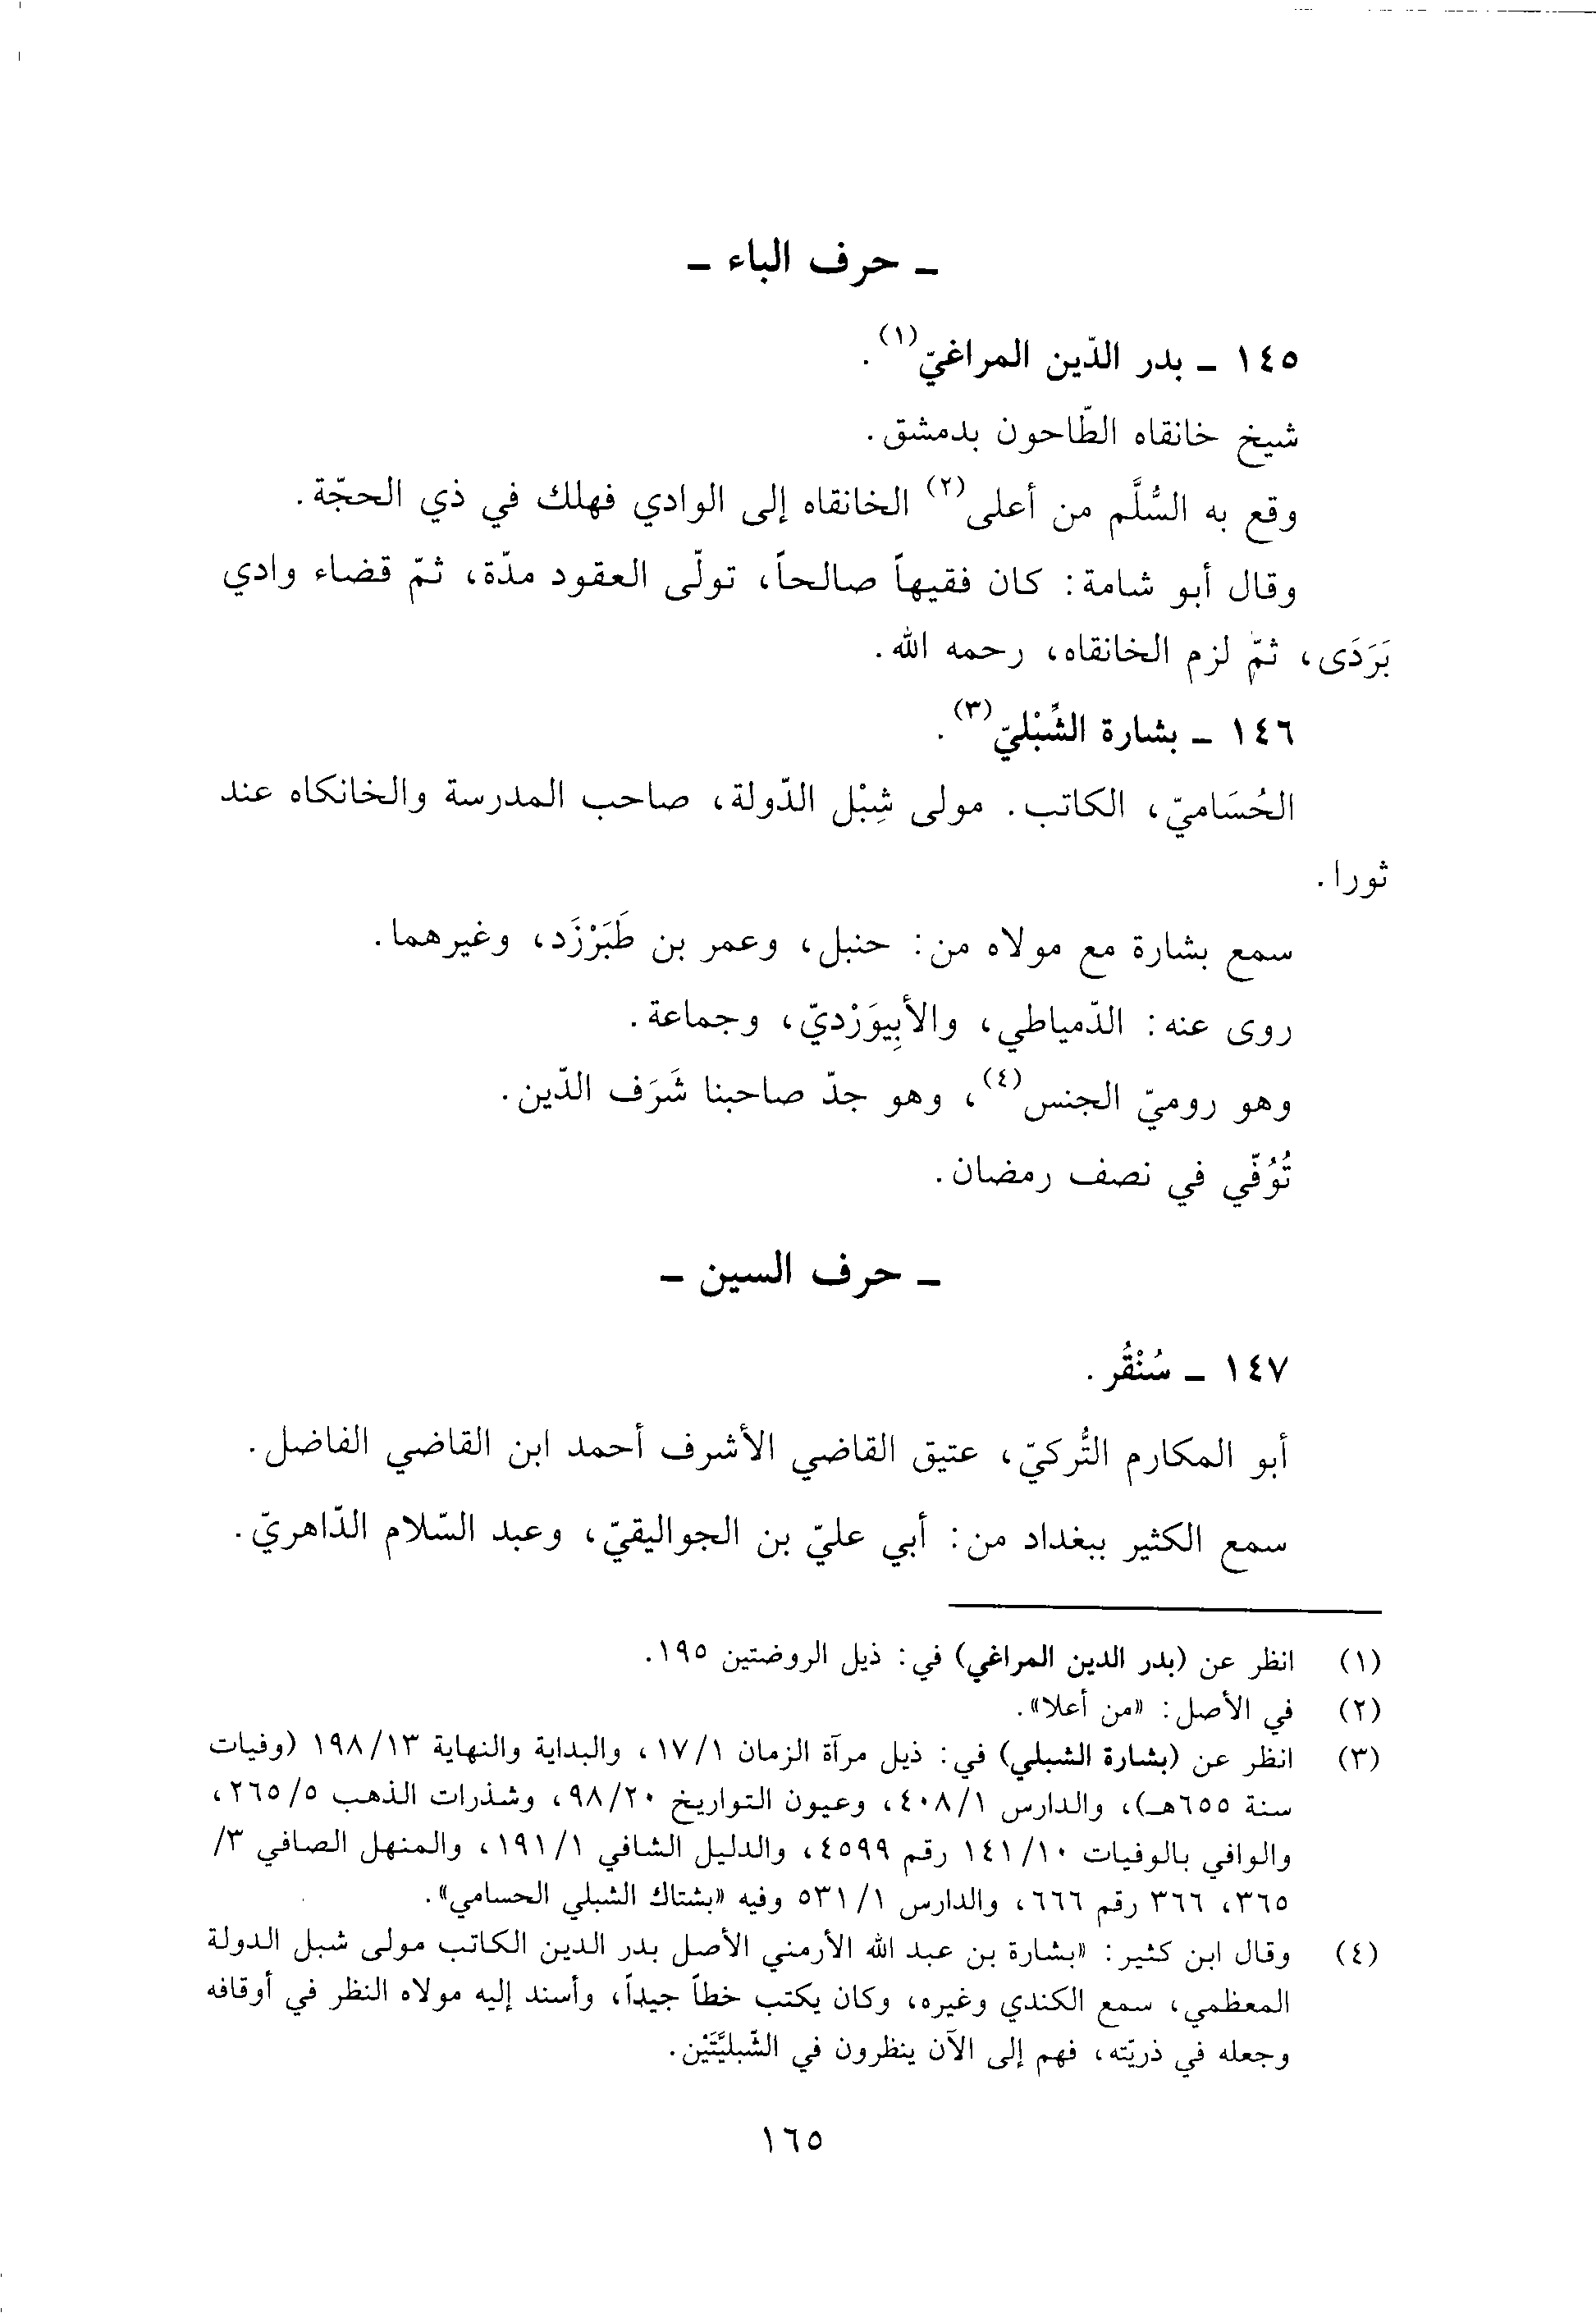 ـ حرف الباء ـ
١٤٥ ـ بدر الدّين المراغيّ(١).
شيخ خانقاه الطّاحون بدمشق.
وقع به السُّلَّم من أعلى(٢) الخانقاه إلى الوادي فهلك في ذي الحجّة.
وقال أبو شامة: كان فقيهاً صالحاً، تولّى العقود مدّة، ثمّ قضاء وادي
بَرَدَى، ثمّ لزم الخانقاه، رحمه الله.
١٤٦ ـ بشارة الشِّبْليّ(٣).
الحُسَاميّ، الكاتب. مولى شِبْل الدّولة، صاحب المدرسة والخانكاه عند
ثورا.
سمع بشارة مع مولاه من: حنبل، وعمر بن طَبَرْزَد، وغيرهما.
روى عنه: الدّمياطي، والأبِيوَرْديّ، وجماعة.
وهو روميّ الجنس(٤)، وهو جدّ صاحبنا شَرَف الدّين.
تُوُفّي في نصف رمضان.
ـ حرف السين ـ
١٤٧ ـ سُنْقُر.
أبو المكارم التُّركيّ، عتيق القاضي الأشرف أحمد ابن القاضي الفاضل.
سمع الكثير ببغداد من: أبي عليّ بن الجواليقيّ، وعبد السّلام الدّاهريّ.
(١) انظر عن (بدر الدين المراغي) في: ذيل الروضتين ١٩٥.
(٢) في الأصل: «من أعلا».
(٣) انظر عن (بشارة الشبلي) في: ذيل مرآة الزمان ١٧/١، والبداية والنهاية ١٩٨/١٣ (وفيات
سنة ٦٥٥هـ)، والدارس ٤٠٨/١، وعيون التواريخ ٩٨/٢٠، وشذرات الذهب ٢٦٥/٥،
والوافي بالوفيات ١٤١/١٠ رقم ٤٥٩٩، والدليل الشافي ١٩١/١، والمنهل الصافي ٣/
٣٦٥، ٣٦٦ رقم ٦٦٦، والدارس ٥٣١/١ وفيه «بشتاك الشبلي الحسامي».
(٤) وقال ابن كثير: «بشارة بن عبد الله الأرمني الأصل بدر الدين الكاتب مولى شبل الدولة
المعظمي، سمع الكندي وغيره، وكان يكتب خطاً جيداً، وأسند إليه مولاه النظر في أوقافه
وجعله في ذريّته، فهم إلى الآن ينظرون في الشّبليَّتَيْن.
١٦٥